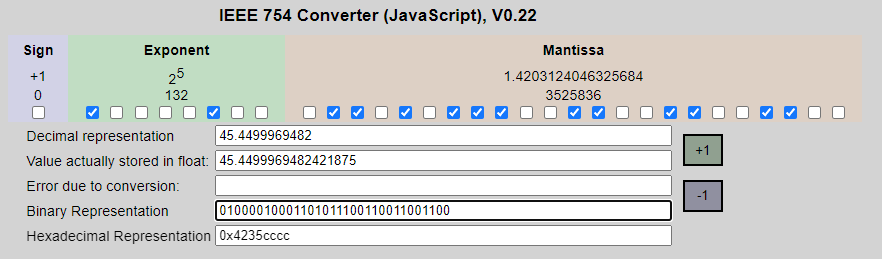 IEEE 754 Converter (JavaScript), V0.22
Sign Exponent Mantissa
+1 2^5 1.4203124046325684
0 132 3525836
Decimal representation 45.4499969482 +1
Value actually stored in float: 45.4499969482421875
Error due to conversion: -1
Binary Representation 01000010001101011100110011001100
Hexadecimal Representation 0x4235cccc